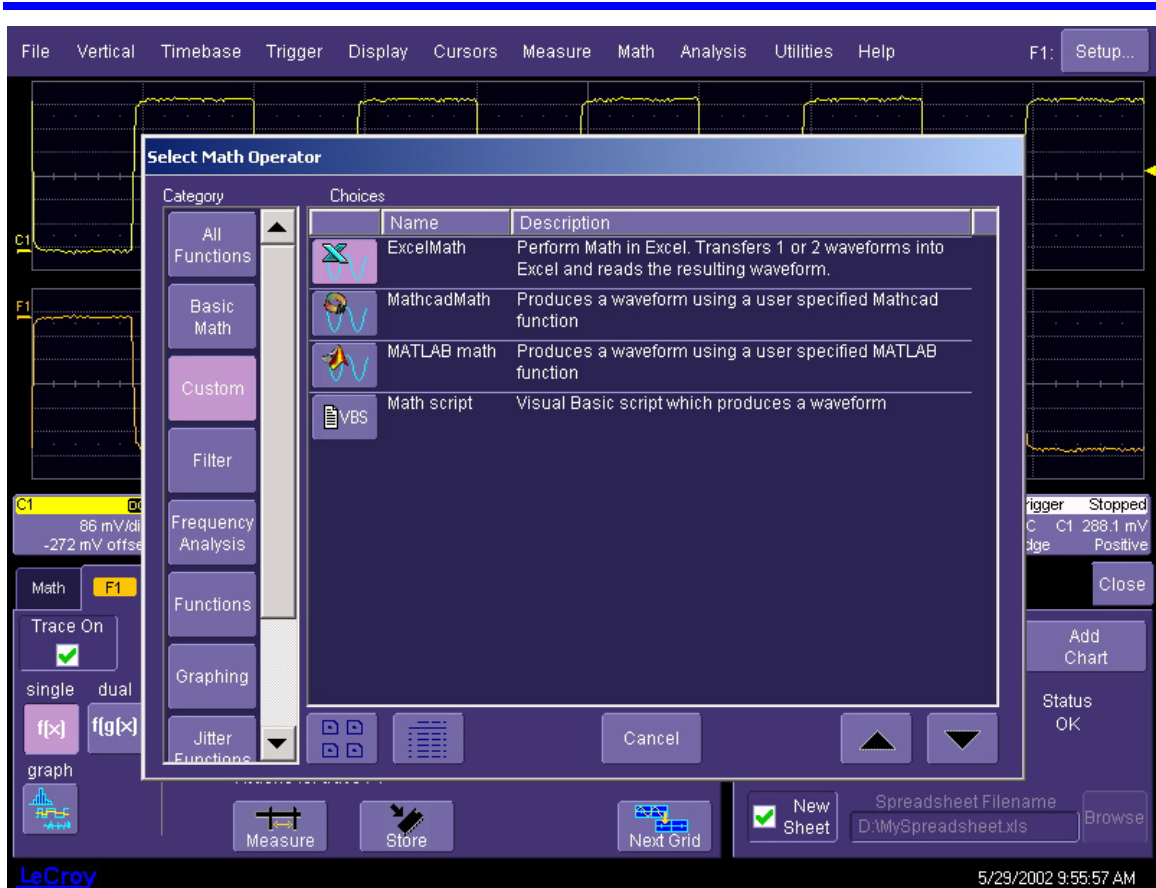 File Vertical Timebase Trigger Display Cursors Measure Math Analysis Utilities Help F1: Setup...
Select Math Operator
Category Choices
Name Description
All
Functions
ExcelMath Perform Math in Excel. Transfers 1 or 2 waveforms into
Excel and reads the resulting waveform.
Basic
Math
MathcadMath Produces a waveform using a user specified Mathcad
function
MATLAB math Produces a waveform using a user specified MATLAB
function
Custom
VBS Math script Visual Basic script which produces a waveform
Filter
Frequency
Analysis
Functions
Graphing
Jitter
Functions
Cancel
C1
F1
C1
86 mV/di
-272 mV offse
rigger Stopped
C C1 288.1 mV
dge Positive
Math F1
Close
Trace On
Add
Chart
single dual
f(x) f(g(x)
Status
OK
graph
Measure
Store
Next Grid
New
Sheet
Spreadsheet Filename
D:\MySpreadsheet.xls
Browse
LeCroy
5/29/2002 9:55:57 AM